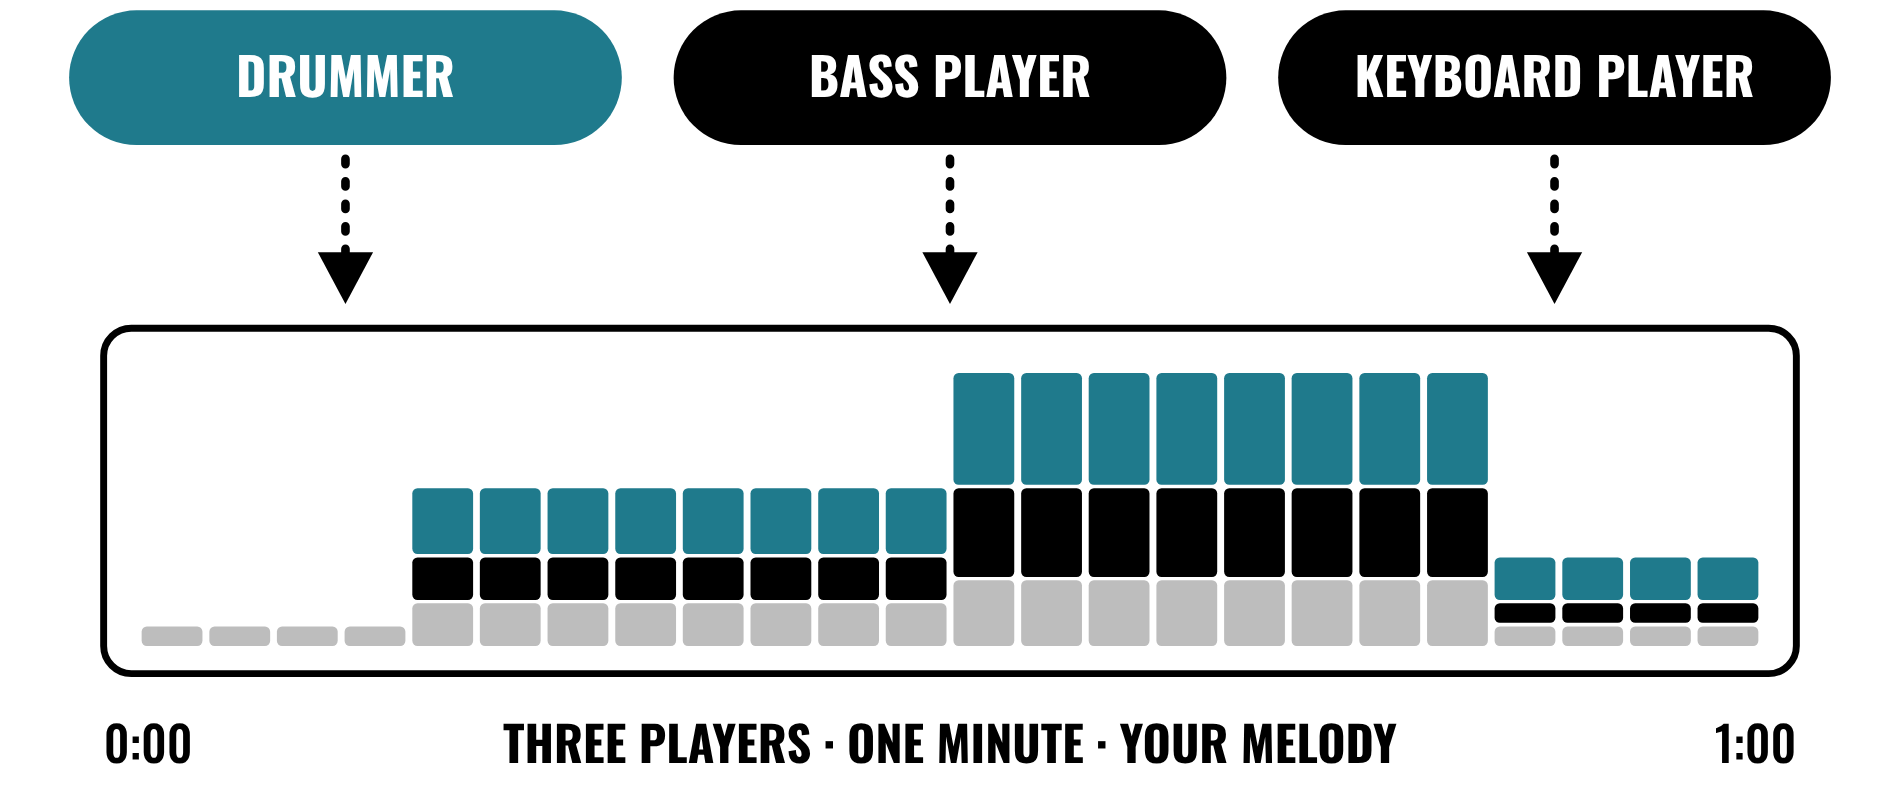 DRUMMER
BASS PLAYER
KEYBOARD PLAYER
0:00
THREE PLAYERS · ONE MINUTE · YOUR MELODY
1:00